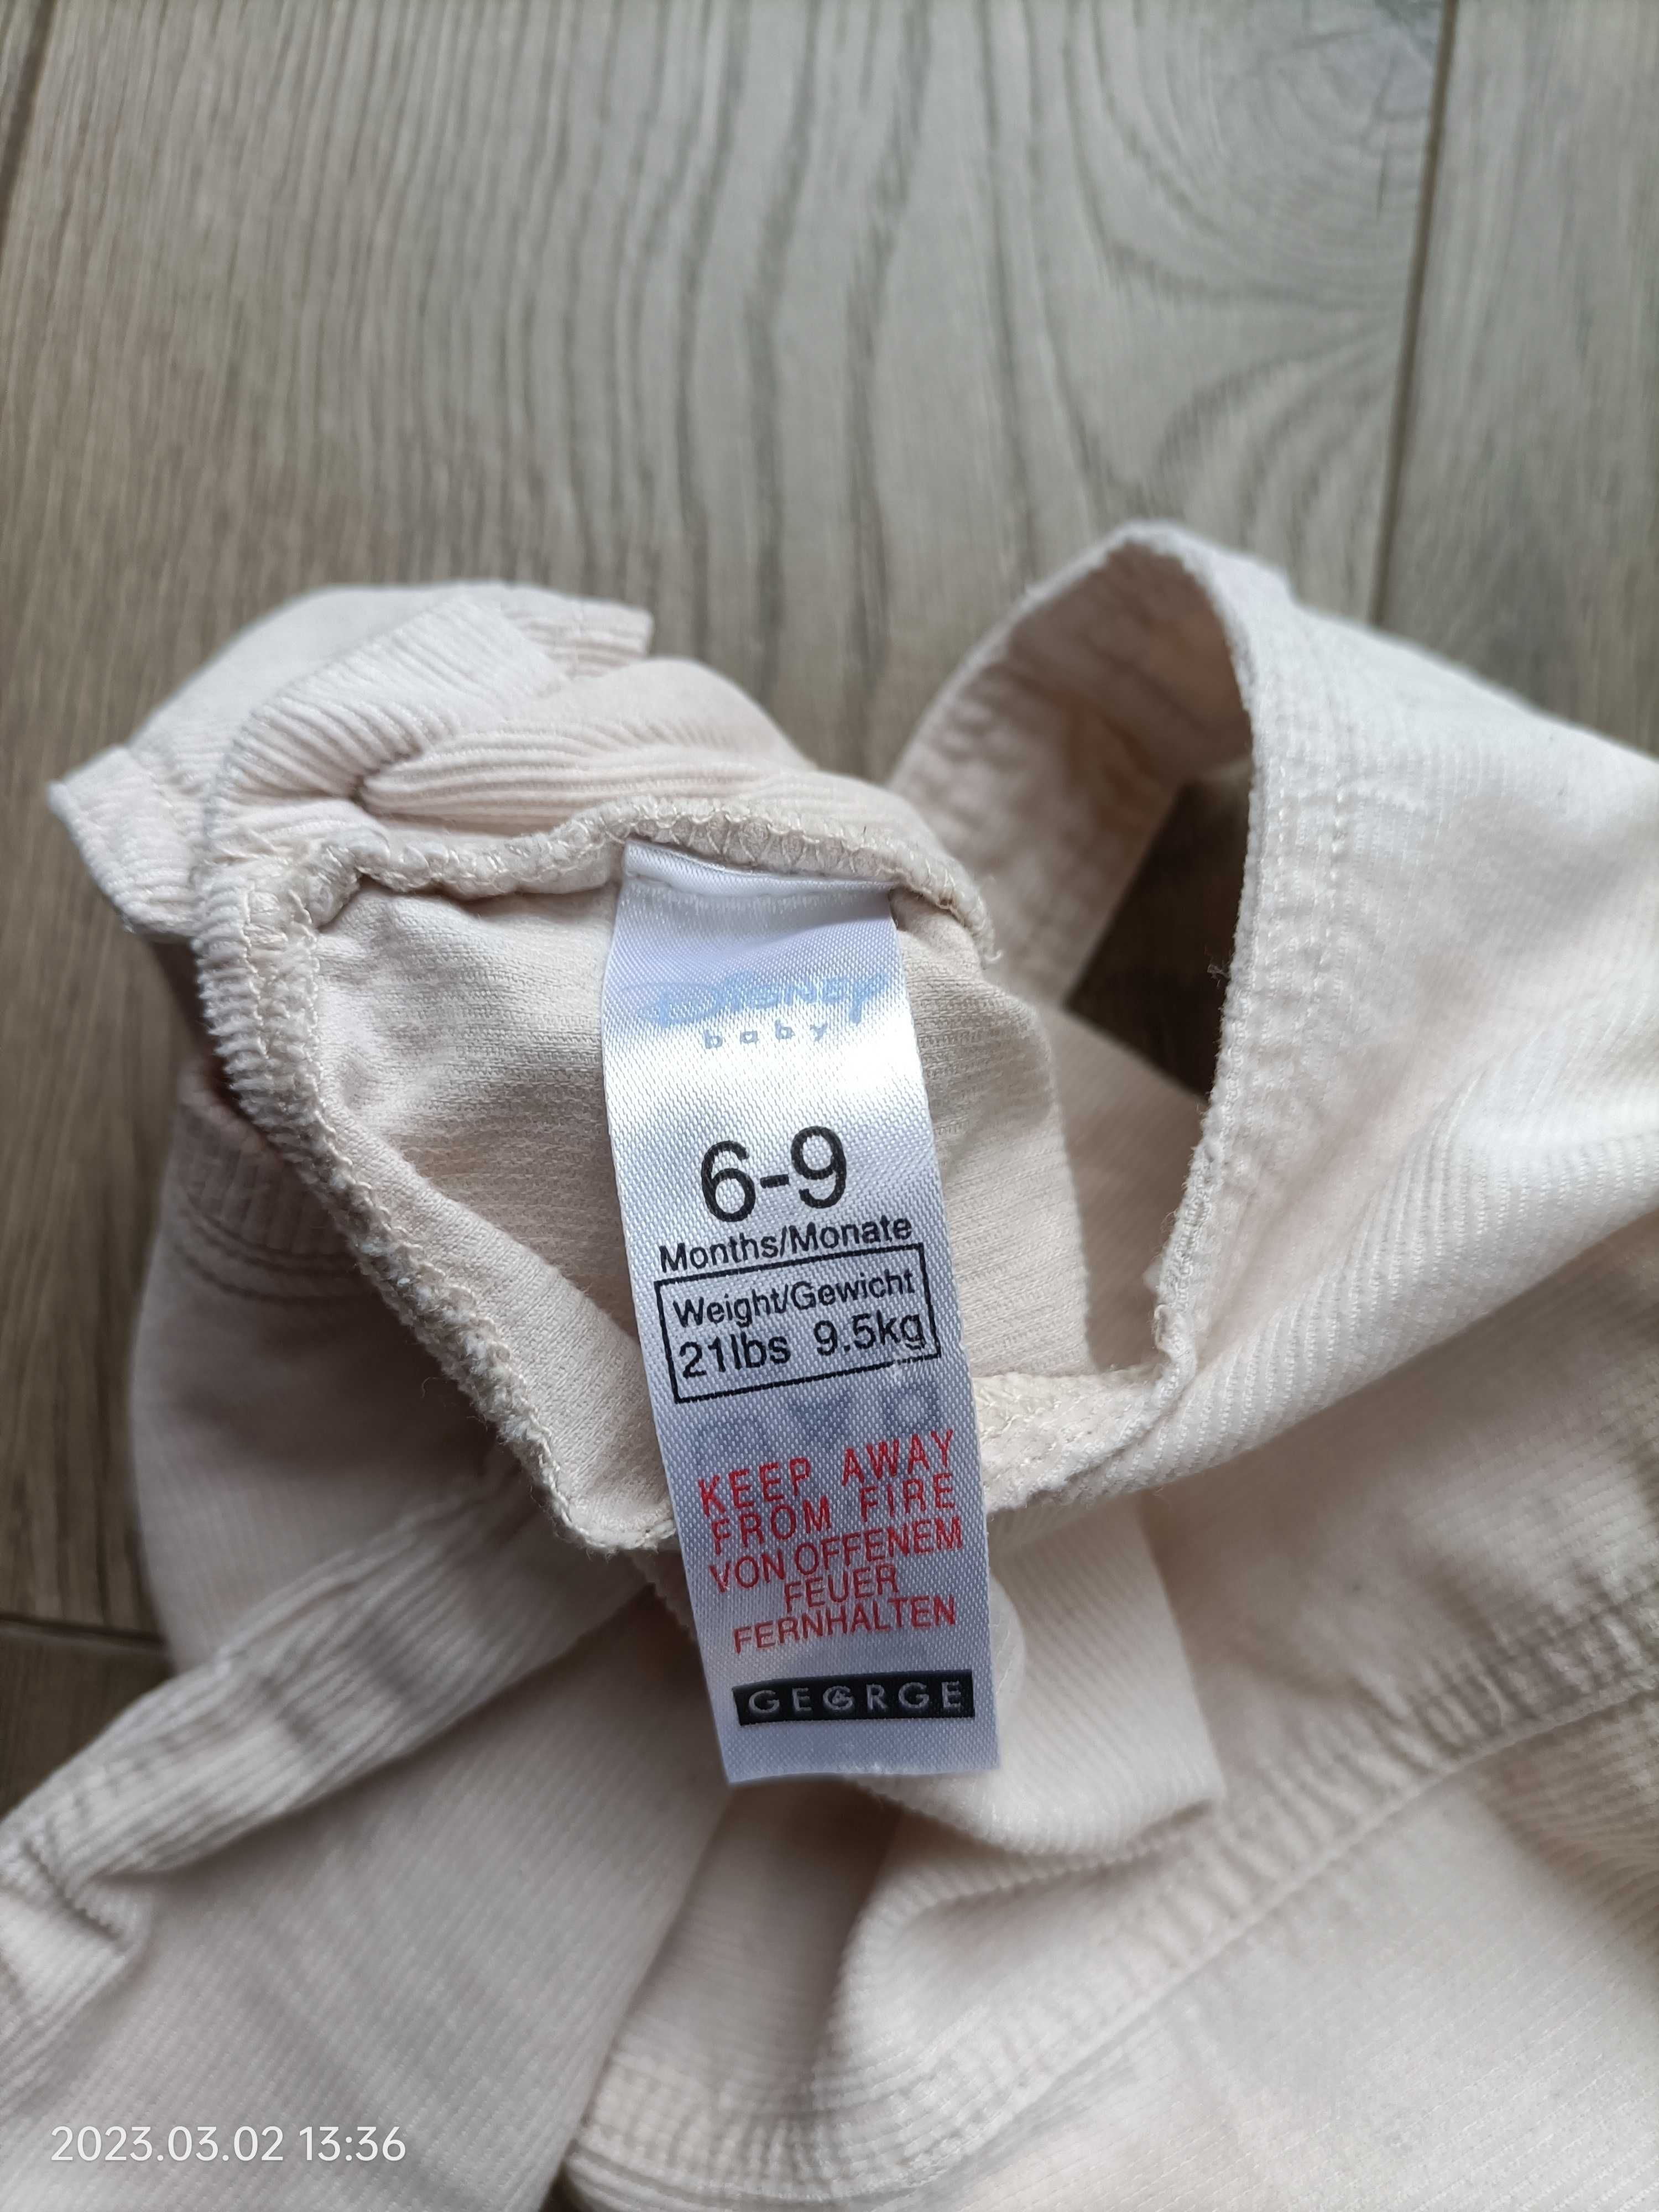 Disney
baby
6-9
Months/Monate
Weight/Gewicht
21lbs 9.5kg
KEEP AWAY
FROM FIRE
VON OFFENEM
FEUER
FERNHALTEN
GEORGE
2023.03.02 13:36